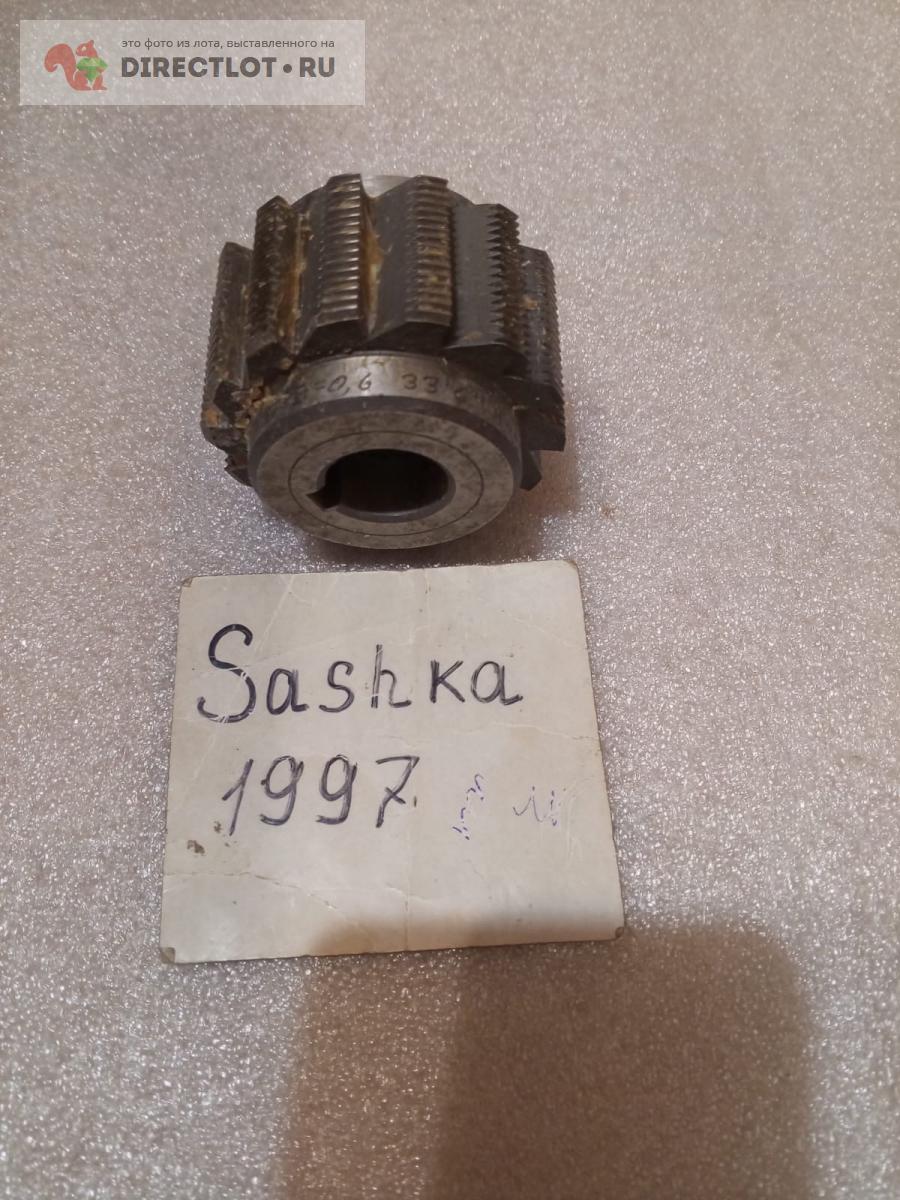 это фото из лота, выставленного на
DIRECTLOT•RU
=0,6 33
Sashka
1997